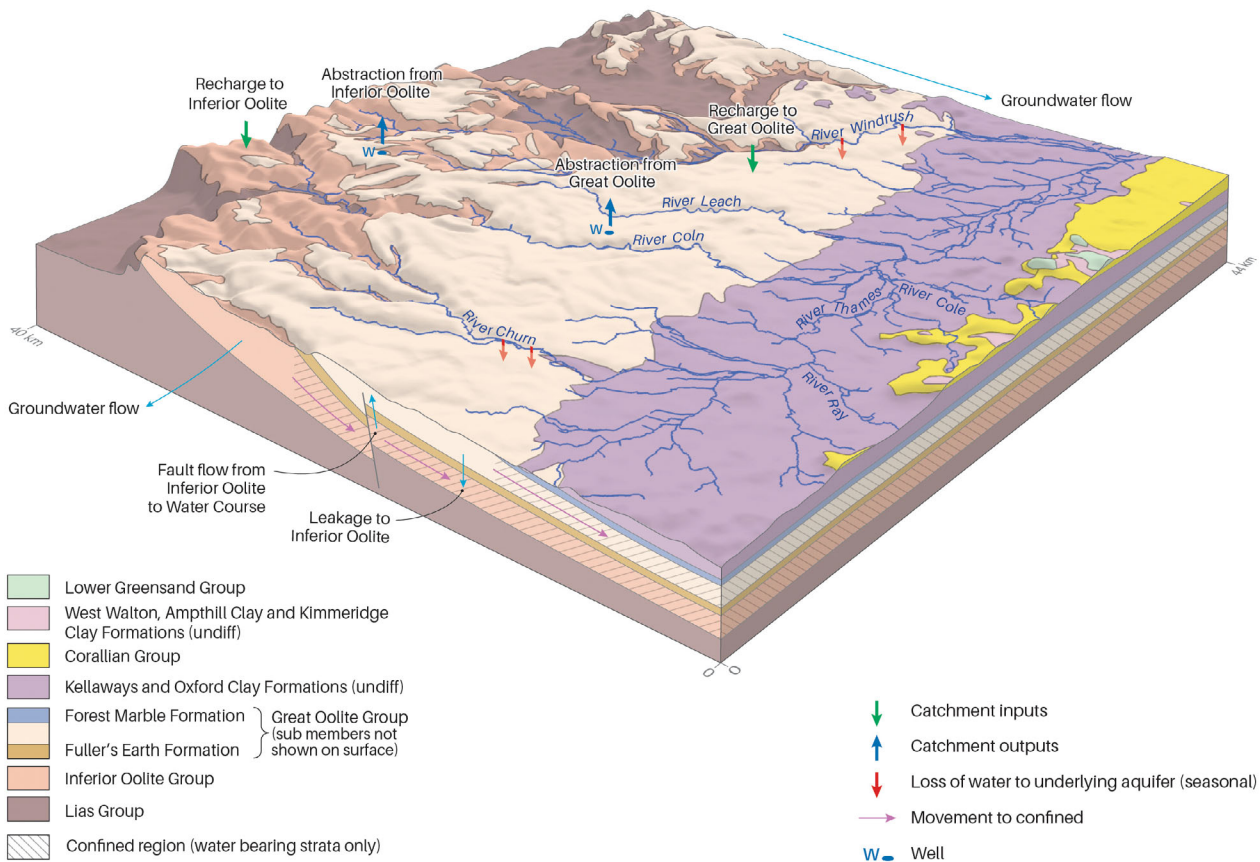 Recharge to
Inferior Oolite
Abstraction from
Inferior Oolite
W
Recharge to
Great Oolite
River Windrush
Groundwater flow
Abstraction from
Great Oolite
W
River Leach
River Coln
River Thames
River Cole
River Churn
River Ray
44 km
40 km
0
0
Groundwater flow
Fault flow from
Inferior Oolite
to Water Course
Leakage to
Inferior Oolite
Lower Greensand Group
West Walton, Ampthill Clay and Kimmeridge
Clay Formations (undiff)
Corallian Group
Kellaways and Oxford Clay Formations (undiff)
Forest Marble Formation
Fuller's Earth Formation
Great Oolite Group
(sub members not
shown on surface)
Inferior Oolite Group
Lias Group
Confined region (water bearing strata only)
Catchment inputs
Catchment outputs
Loss of water to underlying aquifer (seasonal)
Movement to confined
W Well